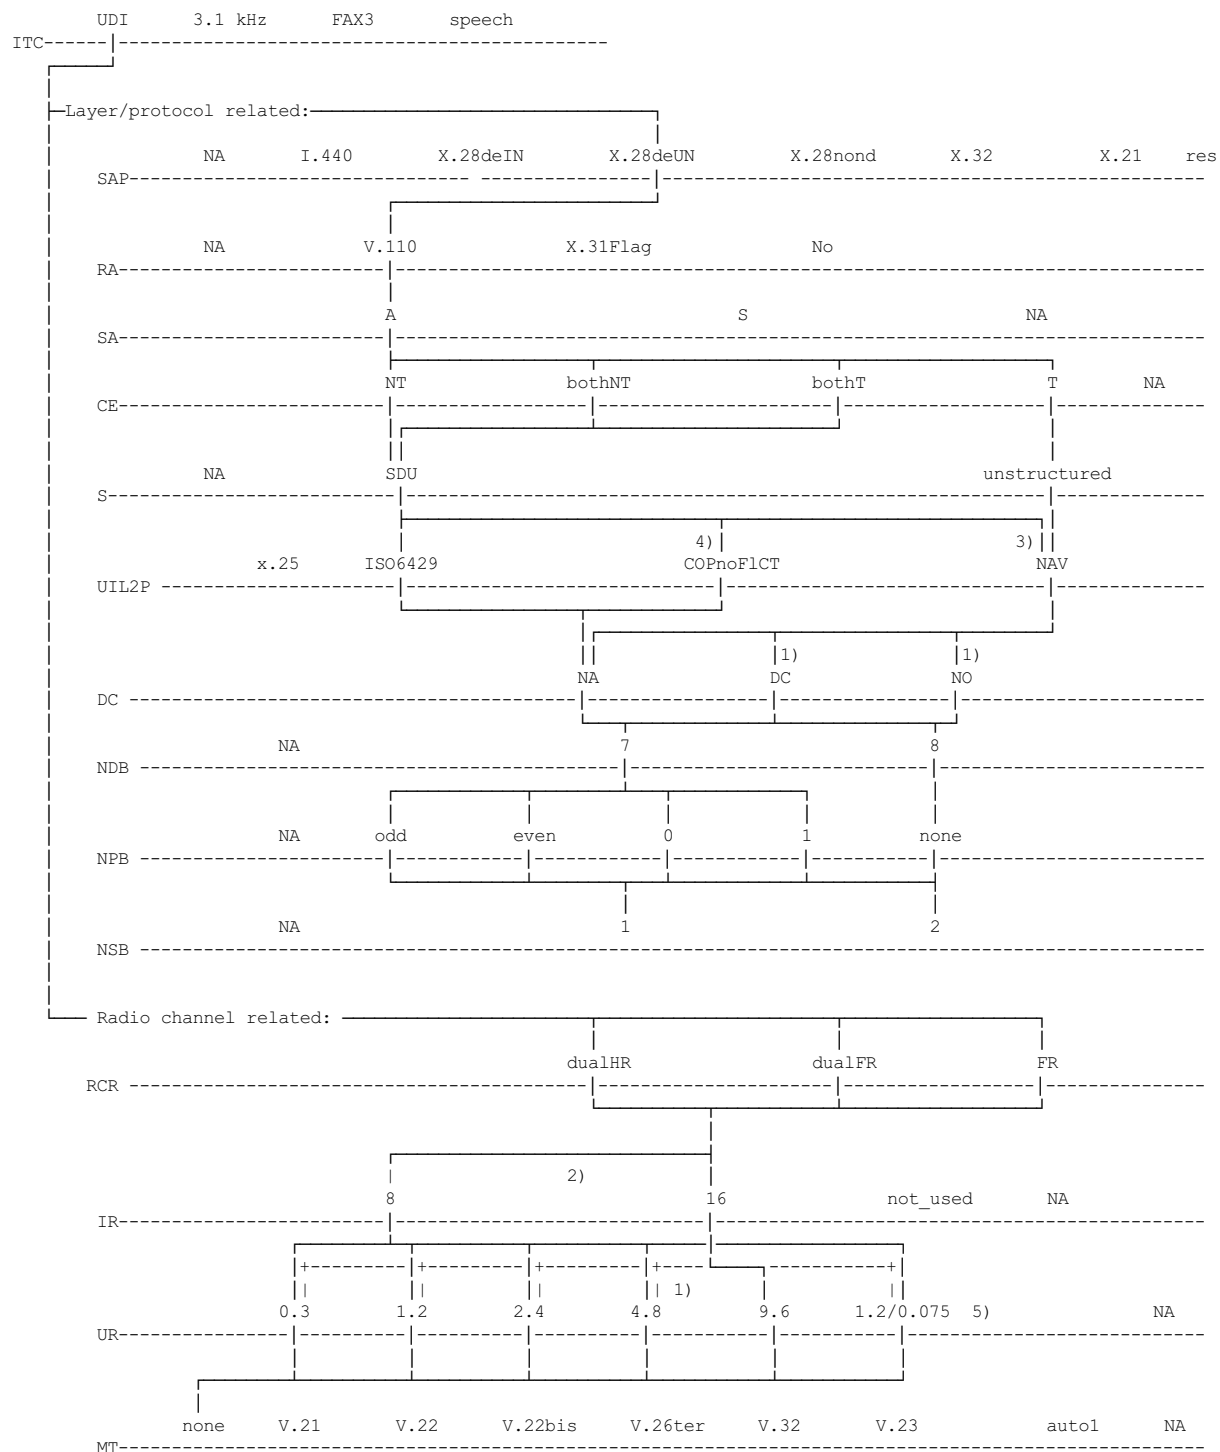 UDI 3.1 kHz FAX3 speech
ITC
Layer/protocol related:
NA I.440 X.28deIN X.28deUN X.28nond X.32 X.21 res
SAP
NA V.110 X.31Flag No
RA
A S NA
SA
NT bothNT bothT T NA
CE
NA SDU unstructured
S
4) 3)
x.25 ISO6429 COPnoFlCT NAV
UIL2P
1) 1)
NA DC NO
DC
NA 7 8
NDB
NA odd even 0 1 none
NPB
NA 1 2
NSB
Radio channel related:
dualHR dualFR FR
RCR
2)
8 16 not_used NA
IR
1)
0.3 1.2 2.4 4.8 9.6 1.2/0.075 5) NA
UR
none V.21 V.22 V.22bis V.26ter V.32 V.23 auto1 NA
MT